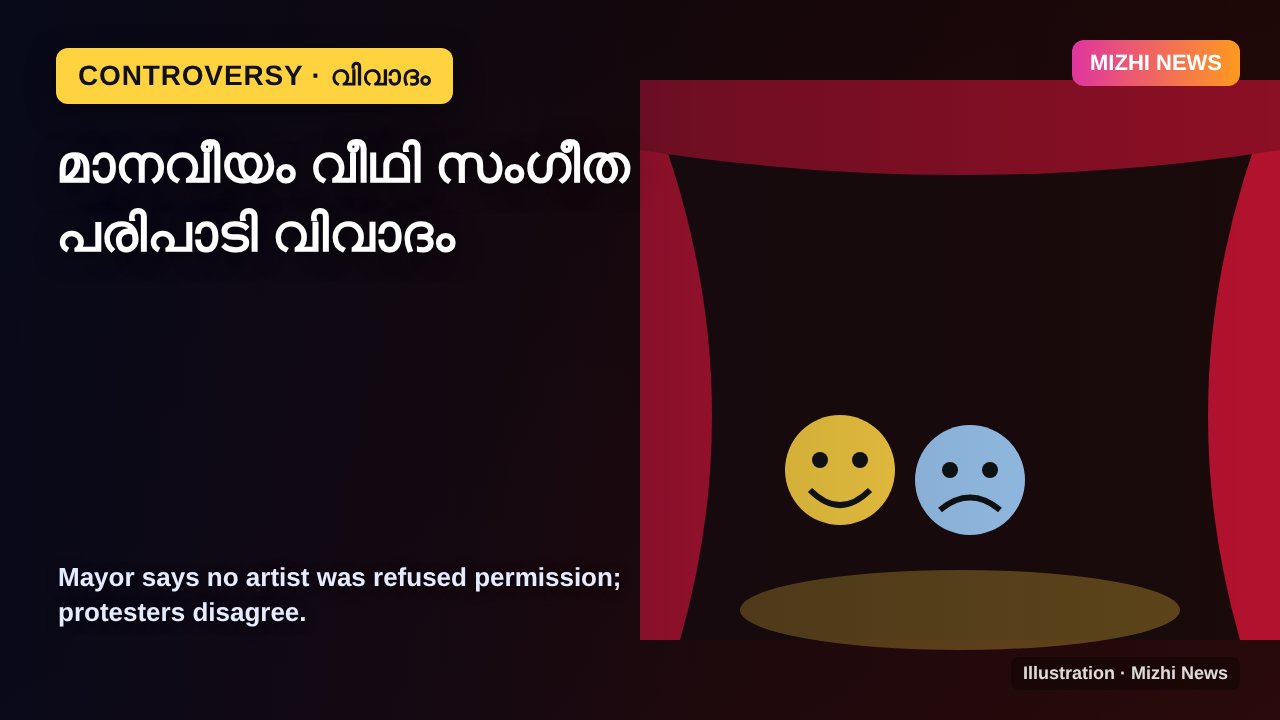 CONTROVERSY · വിവാദം
MIZHI NEWS
മാനവീയം വീഥി സംഗീത
പരിപാടി വിവാദം
Mayor says no artist was refused permission;
protesters disagree.
Illustration · Mizhi News